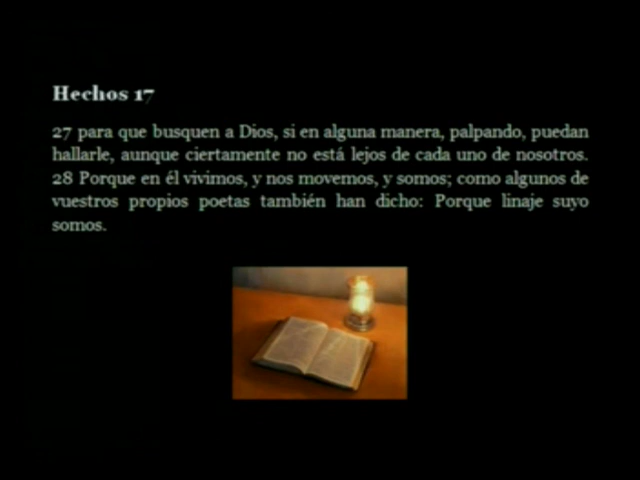 Hechos 17
27 para que busquen a Dios, si en alguna manera, palpando, puedan
hallarle, aunque ciertamente no está lejos de cada uno de nosotros.
28 Porque en él vivimos, y nos movemos, y somos; como algunos de
vuestros propios poetas también han dicho: Porque linaje suyo
somos.